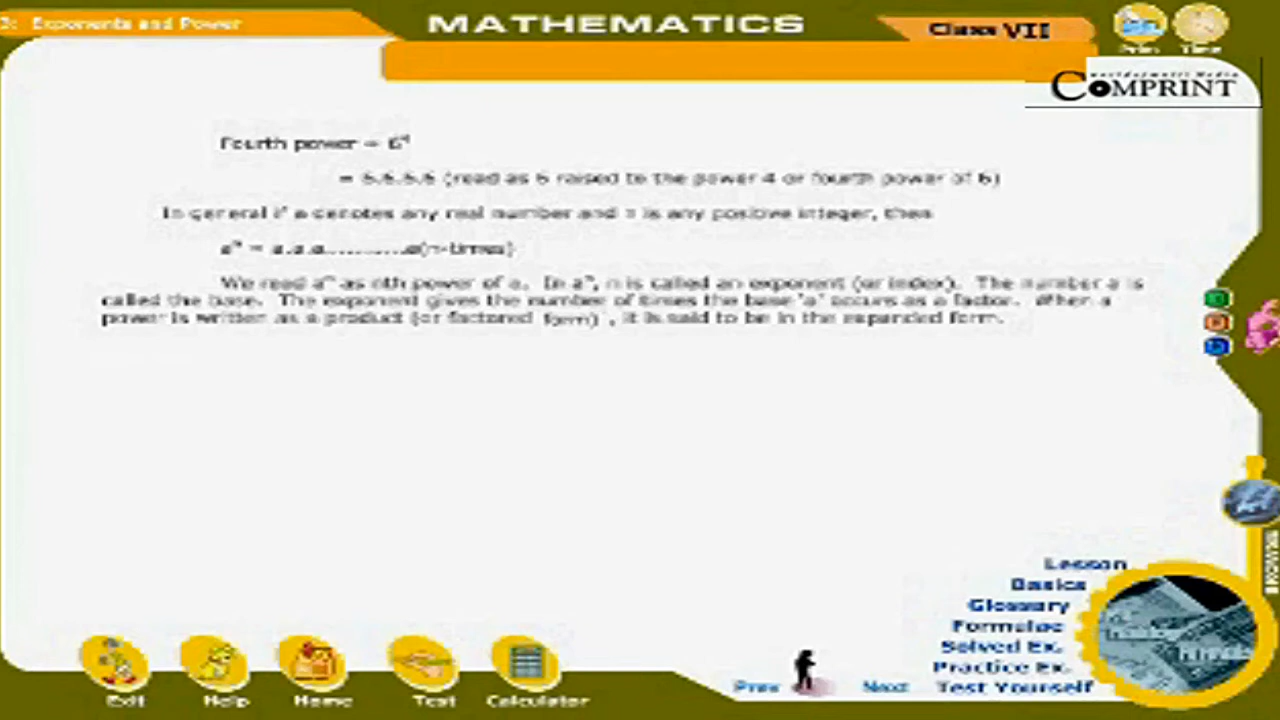 3: Exponents and Power
MATHEMATICS
Class VII
Print
Time
COMPRINT
Fourth power = 6⁴
= 6.6.6.6 (read as 6 raised to the power 4 or fourth power of 6)
In general if a denotes any real number and n is any positive integer, then
aⁿ = a.a.a...........a(n-times)
We read aⁿ as nth power of a. In aⁿ, n is called an exponent (or index). The number a is
called the base. The exponent gives the number of times the base 'a' occurs as a factor. When a
power is written as a product (or factored form) , it is said to be in the expanded form.
Lesson
Basics
Glossary
Formulae
Solved Ex.
Practice Ex.
Test Yourself
Prev
Next
Exit
Help
Home
Test
Calculator